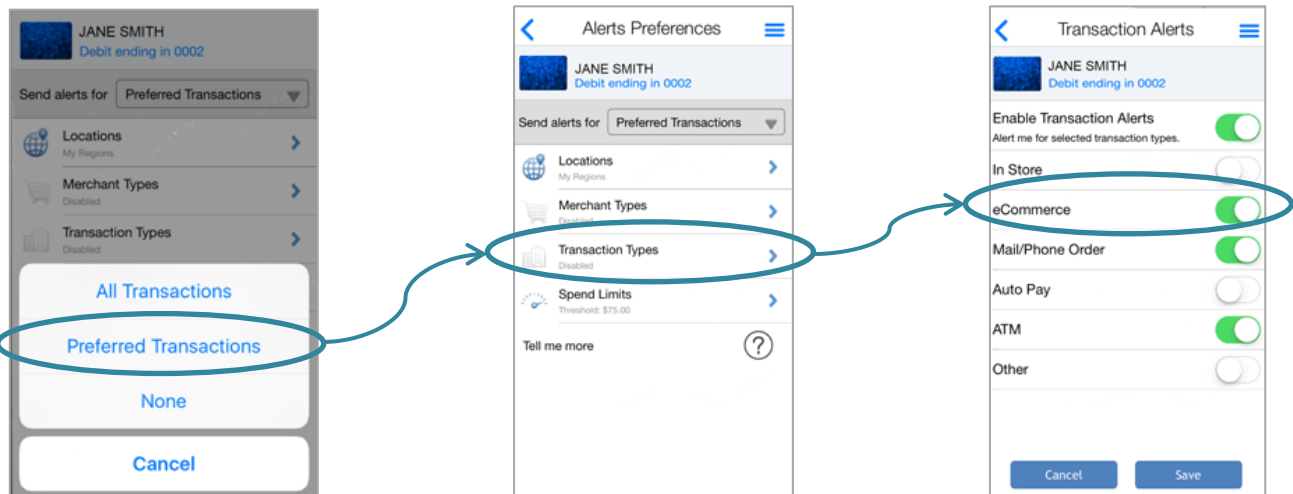 JANE SMITH
Debit ending in 0002
Send alerts for Preferred Transactions
Locations
My Regions
Merchant Types
Disabled
Transaction Types
Disabled
All Transactions
Preferred Transactions
None
Cancel
Alerts Preferences
JANE SMITH
Debit ending in 0002
Send alerts for Preferred Transactions
Locations
My Regions
Merchant Types
Disabled
Transaction Types
Disabled
Spend Limits
Threshold: $75.00
Tell me more ?
Transaction Alerts
JANE SMITH
Debit ending in 0002
Enable Transaction Alerts
Alert me for selected transaction types.
In Store
eCommerce
Mail/Phone Order
Auto Pay
ATM
Other
Cancel Save